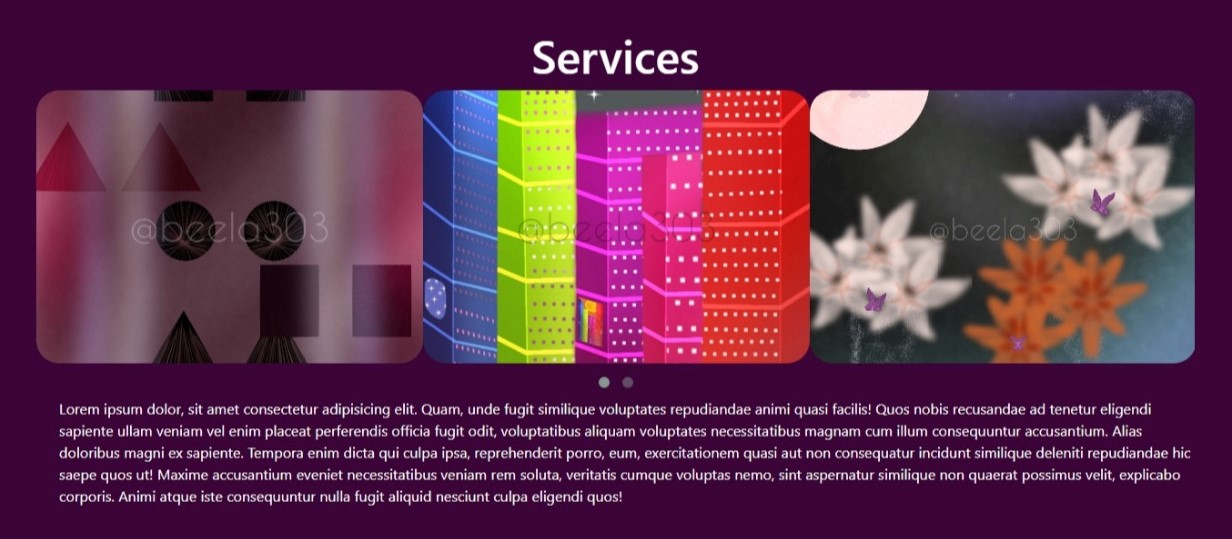 Services
@beela303
@beela303
@beela303
Lorem ipsum dolor, sit amet consectetur adipisicing elit. Quam, unde fugit similique voluptates repudiandae animi quasi facilis! Quos nobis recusandae ad tenetur eligendi
sapiente ullam veniam vel enim placeat perferendis officia fugit odit, voluptatibus aliquam voluptates necessitatibus magnam cum illum consequuntur accusantium. Alias
doloribus magni ex sapiente. Tempora enim dicta qui culpa ipsa, reprehenderit porro, eum, exercitationem quasi aut non consequatur incidunt similique deleniti repudiandae hic
saepe quos ut! Maxime accusantium eveniet necessitatibus veniam rem soluta, veritatis cumque voluptas nemo, sint aspernatur similique non quaerat possimus velit, explicabo
corporis. Animi atque iste consequuntur nulla fugit aliquid nesciunt culpa eligendi quos!